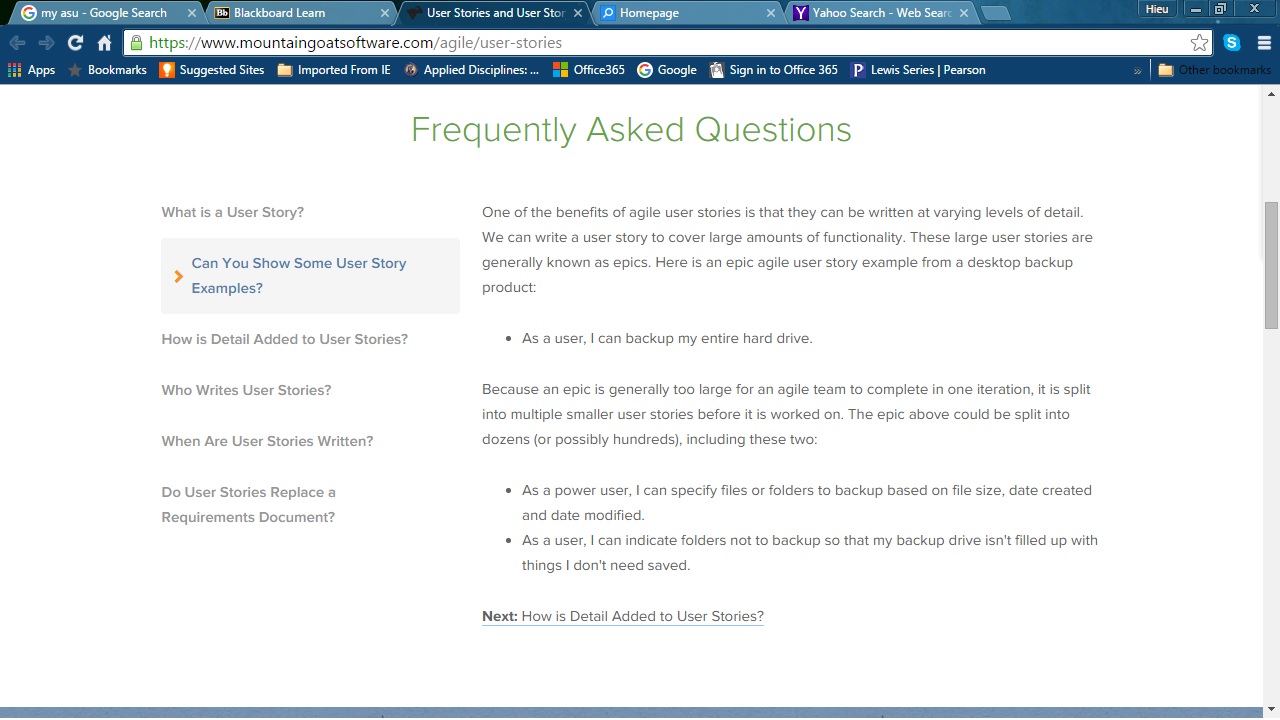 my asu - Google Search
Blackboard Learn
User Stories and User Stor
Homepage
Yahoo Search - Web Searc
Hieu
https://www.mountaingoatsoftware.com/agile/user-stories
Apps
Bookmarks
Suggested Sites
Imported From IE
Applied Disciplines: ...
Office365
Google
Sign in to Office 365
Lewis Series | Pearson
»
Other bookmarks
Frequently Asked Questions
What is a User Story?
Can You Show Some User Story
Examples?
How is Detail Added to User Stories?
Who Writes User Stories?
When Are User Stories Written?
Do User Stories Replace a
Requirements Document?
One of the benefits of agile user stories is that they can be written at varying levels of detail.
We can write a user story to cover large amounts of functionality. These large user stories are
generally known as epics. Here is an epic agile user story example from a desktop backup
product:
• As a user, I can backup my entire hard drive.
Because an epic is generally too large for an agile team to complete in one iteration, it is split
into multiple smaller user stories before it is worked on. The epic above could be split into
dozens (or possibly hundreds), including these two:
• As a power user, I can specify files or folders to backup based on file size, date created
and date modified.
• As a user, I can indicate folders not to backup so that my backup drive isn't filled up with
things I don't need saved.
Next: How is Detail Added to User Stories?